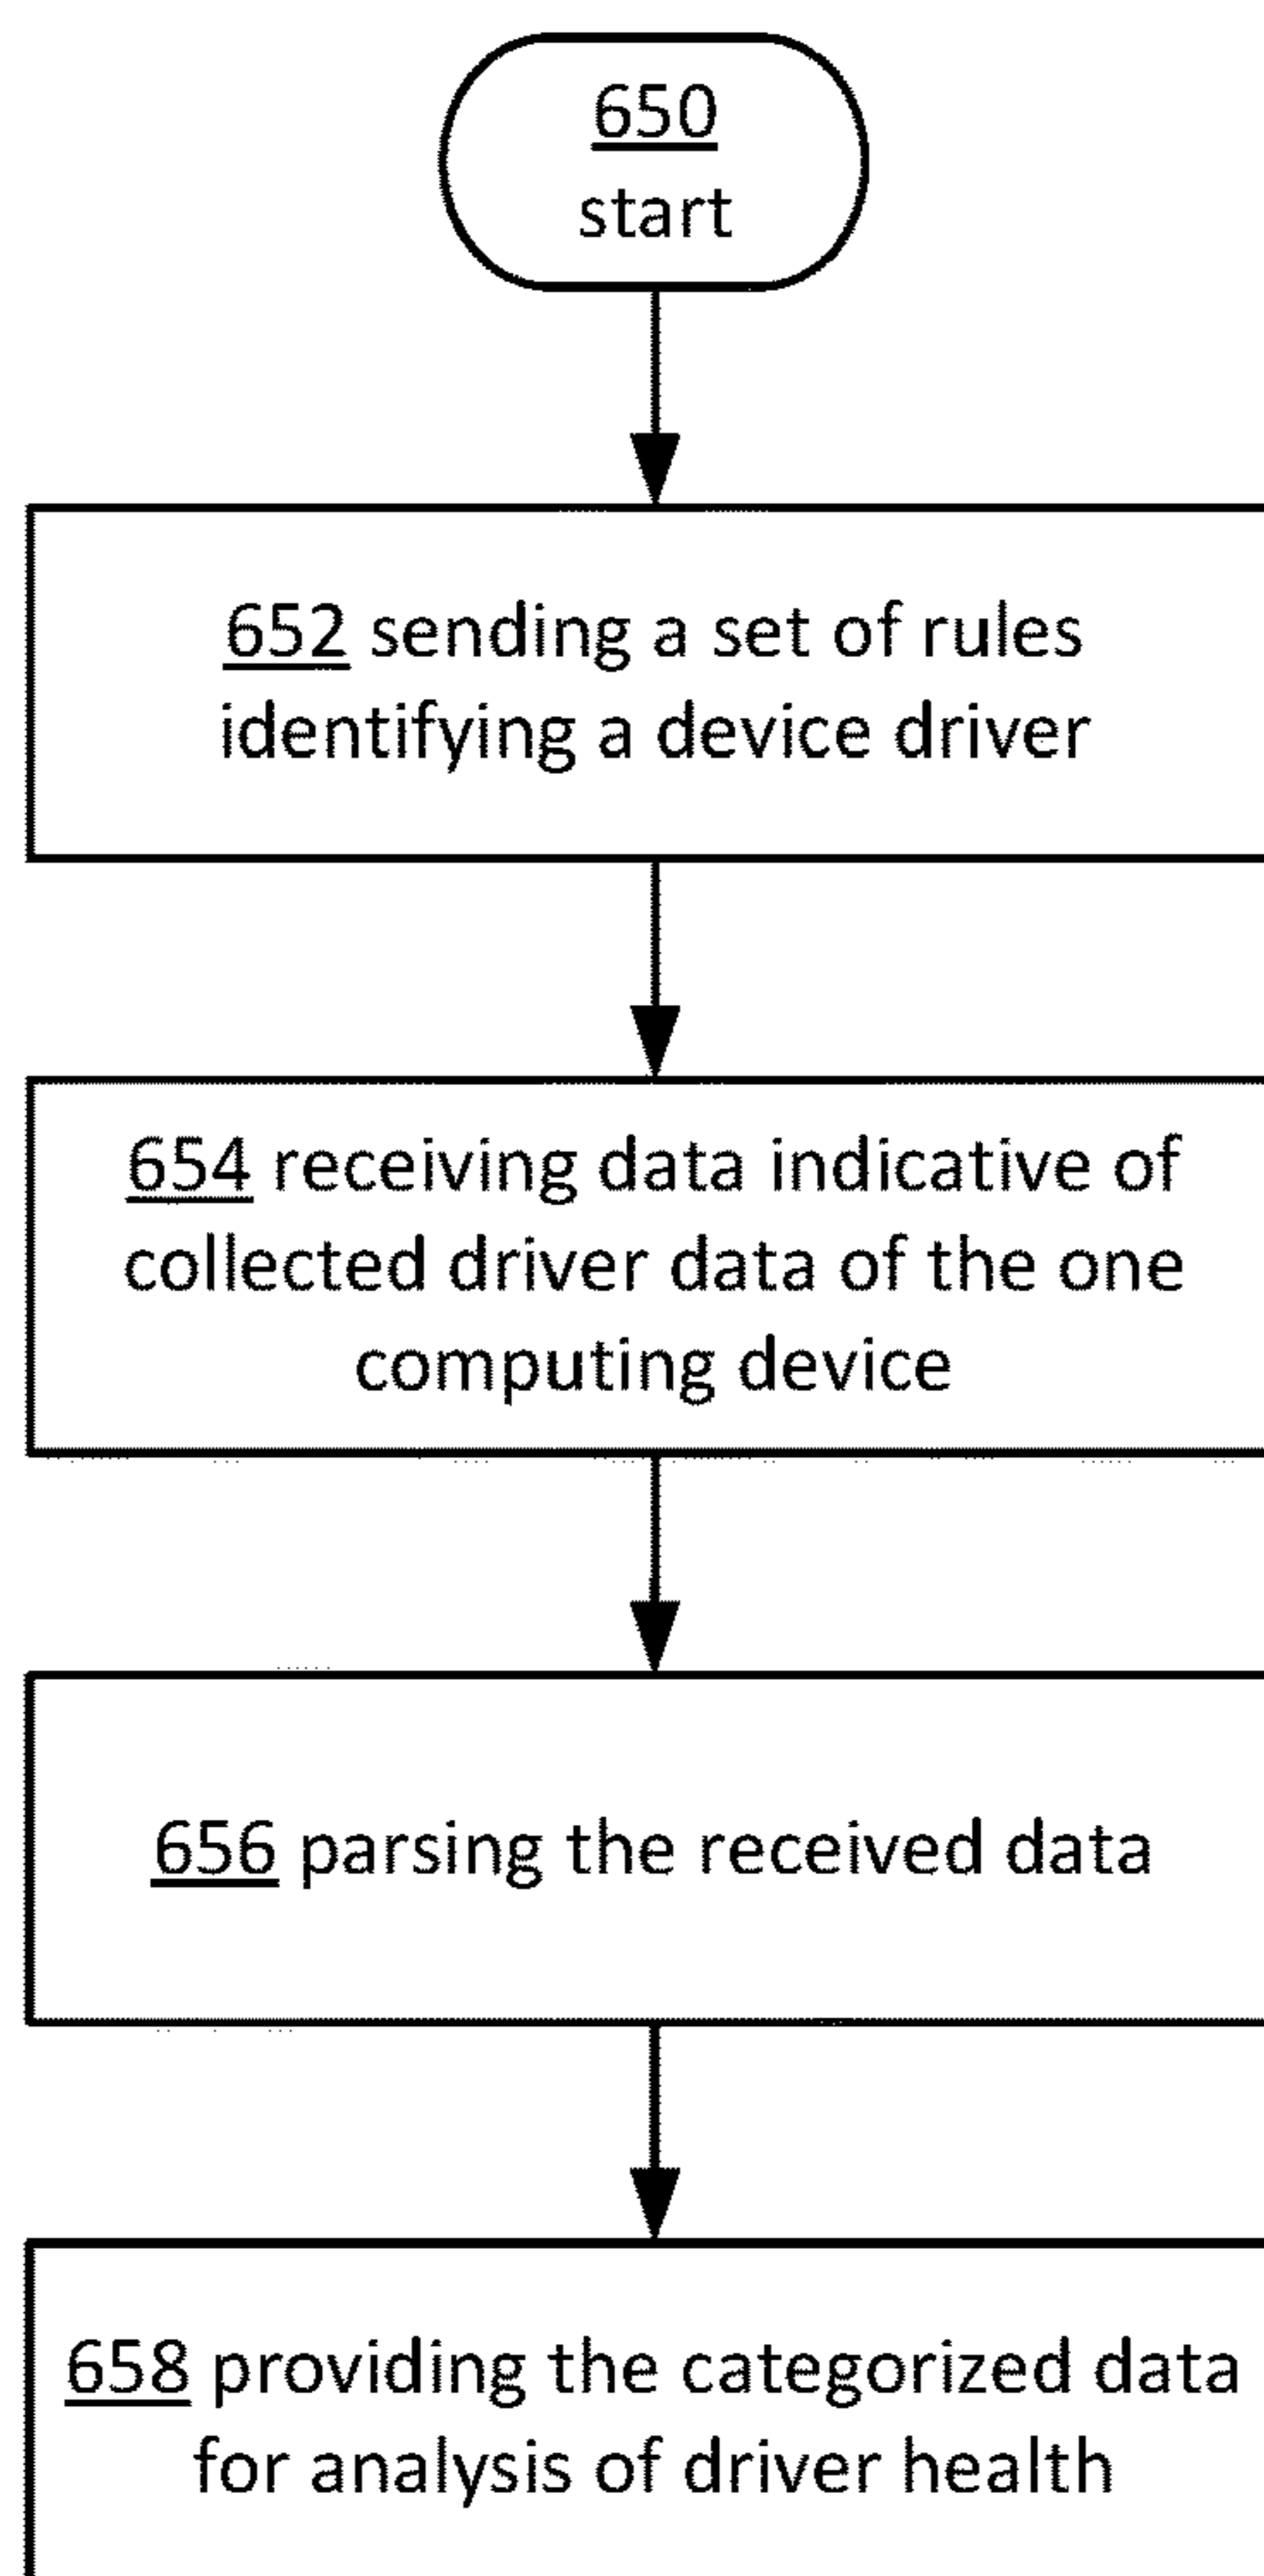 650
start
652 sending a set of rules
identifying a device driver
654 receiving data indicative of
collected driver data of the one
computing device
656 parsing the received data
658 providing the categorized data
for analysis of driver health